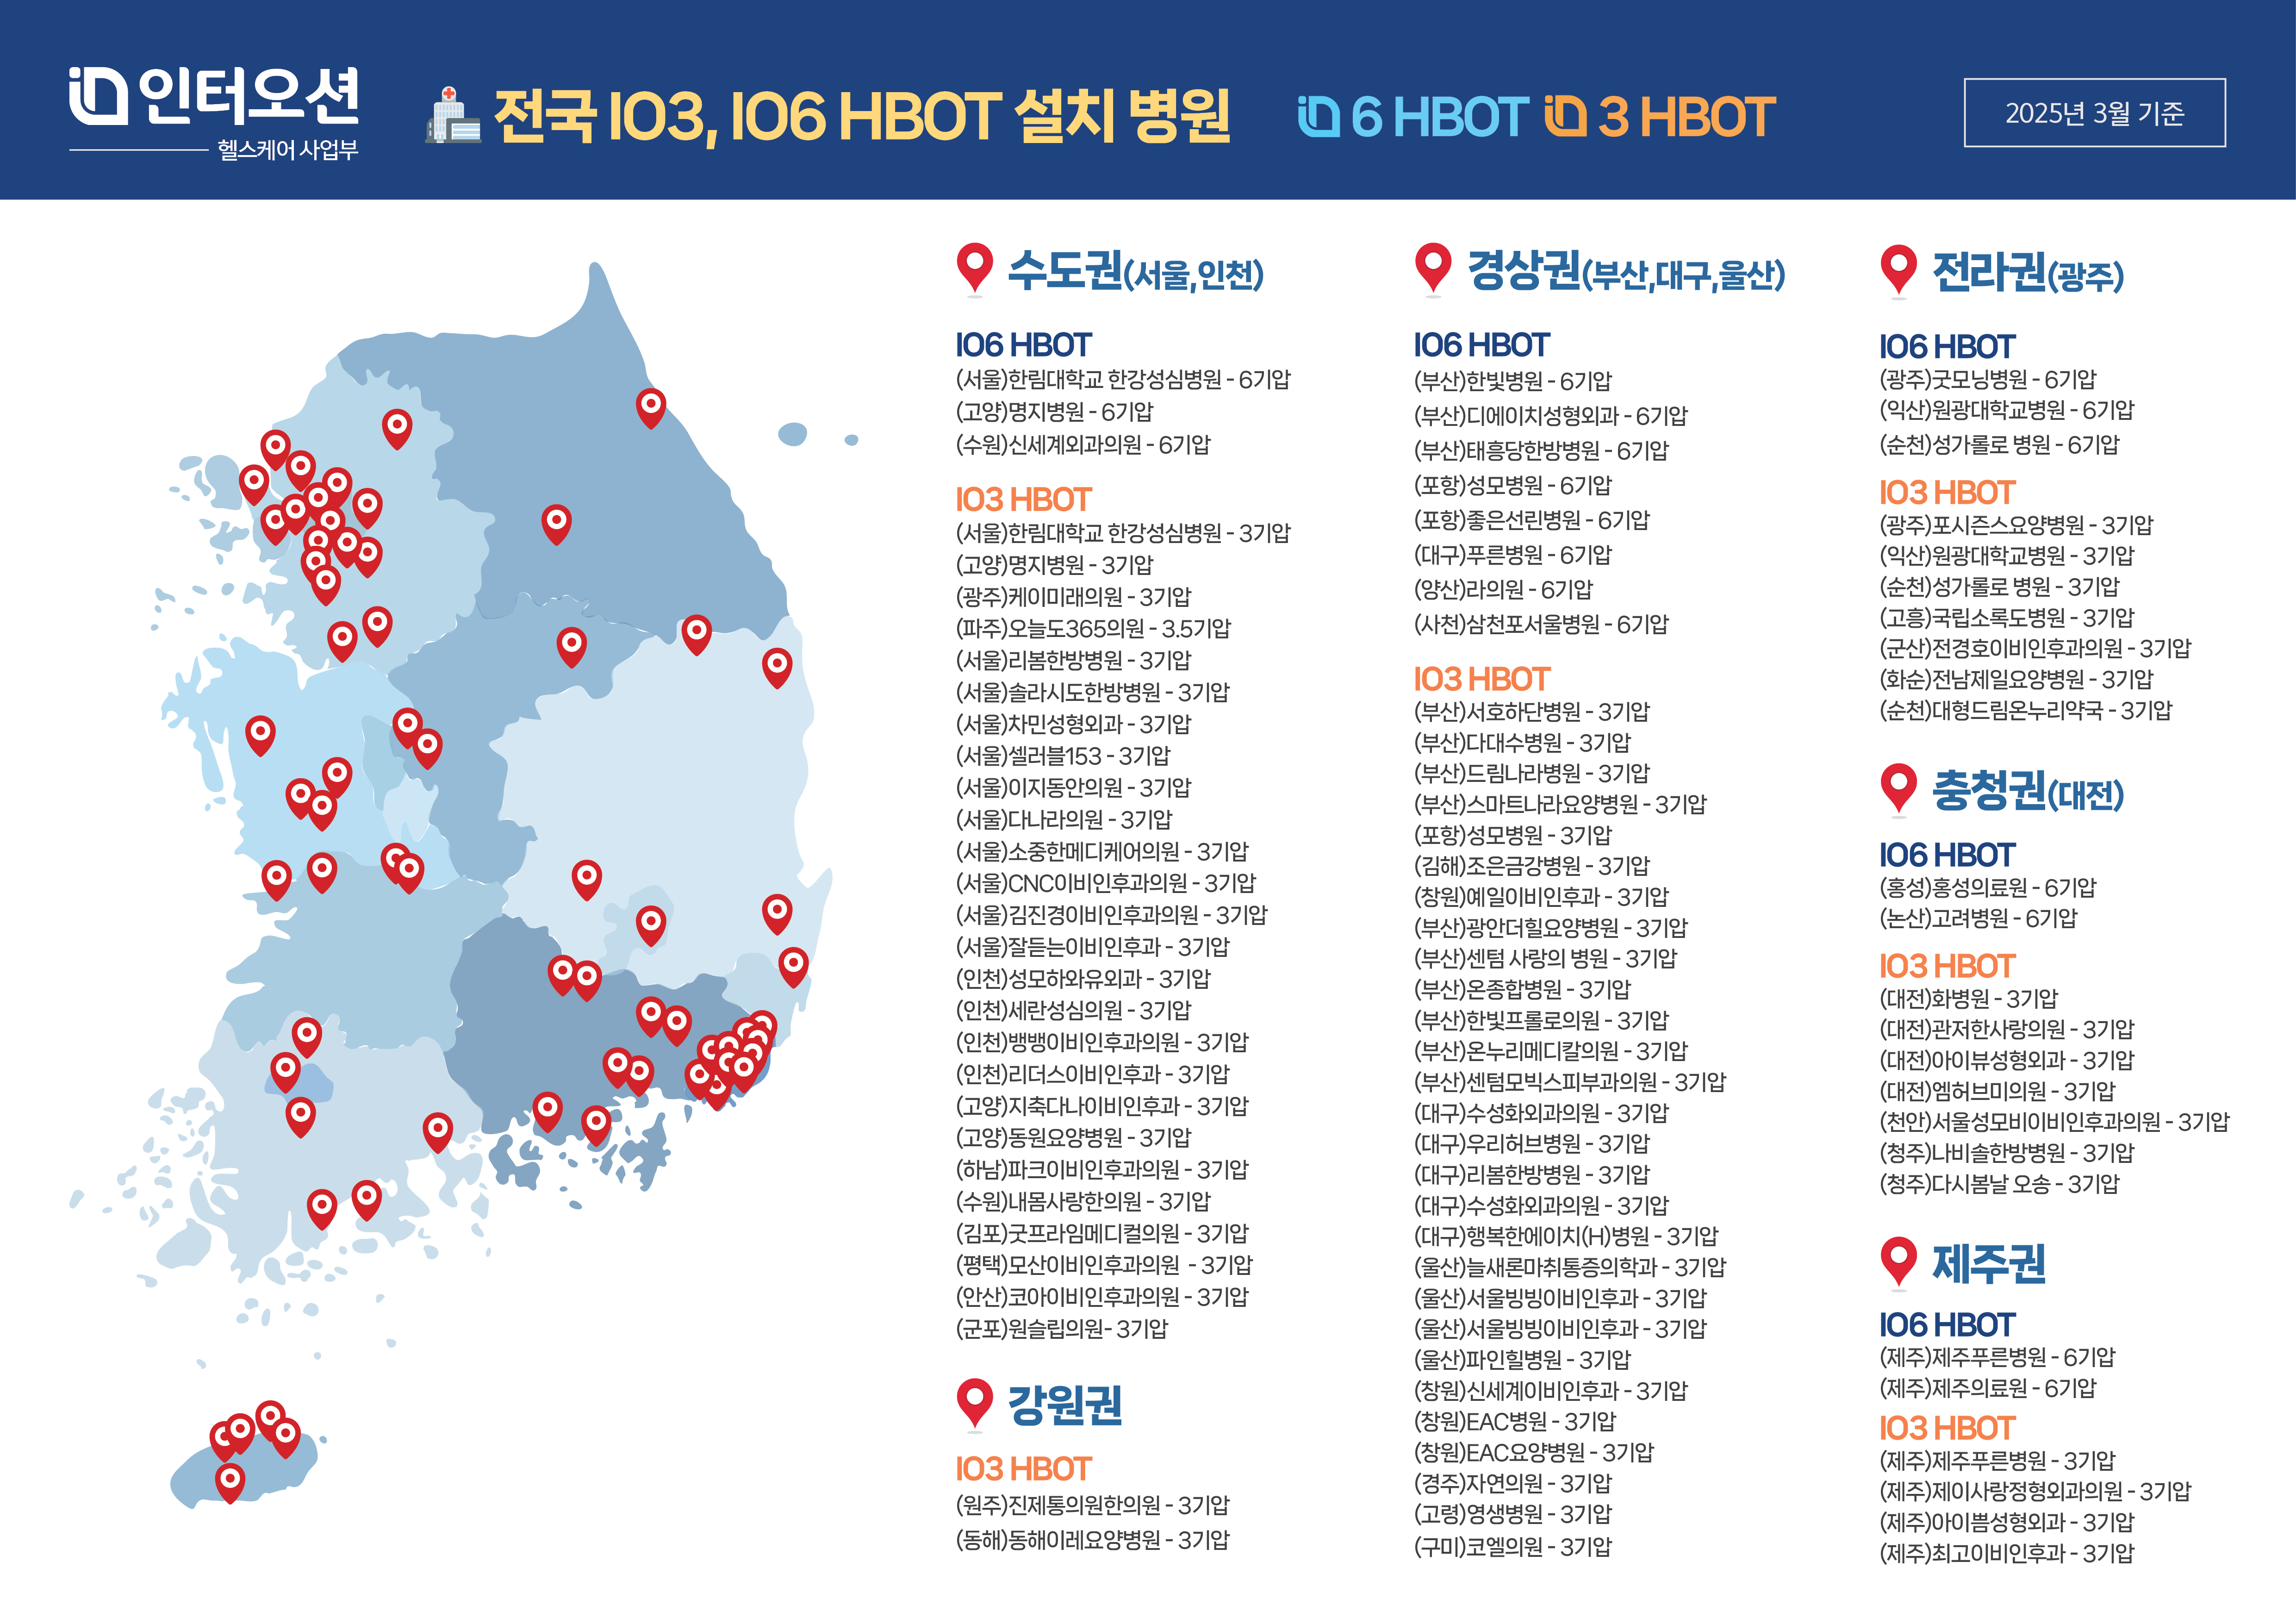 인터오션
헬스케어 사업부
전국 IO3, IO6 HBOT 설치 병원
6 HBOT 3 HBOT
2025년 3월 기준
수도권(서울,인천)
IO6 HBOT
(서울)한림대학교 한강성심병원 - 6기압
(고양)명지병원 - 6기압
(수원)신세계외과의원 - 6기압
IO3 HBOT
(서울)한림대학교 한강성심병원 - 3기압
(고양)명지병원 - 3기압
(광주)케이미래의원 - 3기압
(파주)오늘도365의원 - 3.5기압
(서울)리봄한방병원 - 3기압
(서울)솔라시도한방병원 - 3기압
(서울)차민성형외과 - 3기압
(서울)셀러블153 - 3기압
(서울)이지동안의원 - 3기압
(서울)다나라의원 - 3기압
(서울)소중한메디케어의원 - 3기압
(서울)CNC이비인후과의원 - 3기압
(서울)김진경이비인후과의원 - 3기압
(서울)잘듣는이비인후과 - 3기압
(인천)성모하와유외과 - 3기압
(인천)세란성심의원 - 3기압
(인천)뱅뱅이비인후과의원 - 3기압
(인천)리더스이비인후과 - 3기압
(고양)지축다나이비인후과 - 3기압
(고양)동원요양병원 - 3기압
(하남)파크이비인후과의원 - 3기압
(수원)내몸사랑한의원 - 3기압
(김포)굿프라임메디컬의원 - 3기압
(평택)모산이비인후과의원 - 3기압
(안산)코아이비인후과의원 - 3기압
(군포)원슬립의원- 3기압
강원권
IO3 HBOT
(원주)진제통의원한의원 - 3기압
(동해)동해이레요양병원 - 3기압
경상권(부산,대구,울산)
IO6 HBOT
(부산)한빛병원 - 6기압
(부산)디에이치성형외과 - 6기압
(부산)태흥당한방병원 - 6기압
(포항)성모병원 - 6기압
(포항)좋은선린병원 - 6기압
(대구)푸른병원 - 6기압
(양산)라의원 - 6기압
(사천)삼천포서울병원 - 6기압
IO3 HBOT
(부산)서호하단병원 - 3기압
(부산)다대수병원 - 3기압
(부산)드림나라병원 - 3기압
(부산)스마트나라요양병원 - 3기압
(포항)성모병원 - 3기압
(김해)조은금강병원 - 3기압
(창원)예일이비인후과 - 3기압
(부산)광안더힐요양병원 - 3기압
(부산)센텀 사랑의 병원 - 3기압
(부산)온종합병원 - 3기압
(부산)한빛프롤로의원 - 3기압
(부산)온누리메디칼의원 - 3기압
(부산)센텀모빅스피부과의원 - 3기압
(대구)수성화외과의원 - 3기압
(대구)우리허브병원 - 3기압
(대구)리봄한방병원 - 3기압
(대구)수성화외과의원 - 3기압
(대구)행복한에이치(H)병원 - 3기압
(울산)늘새론마취통증의학과 - 3기압
(울산)서울빙빙이비인후과 - 3기압
(울산)서울빙빙이비인후과 - 3기압
(울산)파인힐병원 - 3기압
(창원)신세계이비인후과 - 3기압
(창원)EAC병원 - 3기압
(창원)EAC요양병원 - 3기압
(경주)자연의원 - 3기압
(고령)영생병원 - 3기압
(구미)코엘의원 - 3기압
전라권(광주)
IO6 HBOT
(광주)굿모닝병원 - 6기압
(익산)원광대학교병원 - 6기압
(순천)성가롤로 병원 - 6기압
IO3 HBOT
(광주)포시즌스요양병원 - 3기압
(익산)원광대학교병원 - 3기압
(순천)성가롤로 병원 - 3기압
(고흥)국립소록도병원 - 3기압
(군산)전경호이비인후과의원 - 3기압
(화순)전남제일요양병원 - 3기압
(순천)대형드림온누리약국 - 3기압
충청권(대전)
IO6 HBOT
(홍성)홍성의료원 - 6기압
(논산)고려병원 - 6기압
IO3 HBOT
(대전)화병원 - 3기압
(대전)관저한사랑의원 - 3기압
(대전)아이뷰성형외과 - 3기압
(대전)엠허브미의원 - 3기압
(천안)서울성모비이비인후과의원 - 3기압
(청주)나비솔한방병원 - 3기압
(청주)다시봄날 오송 - 3기압
제주권
IO6 HBOT
(제주)제주푸른병원 - 6기압
(제주)제주의료원 - 6기압
IO3 HBOT
(제주)제주푸른병원 - 3기압
(제주)제이사랑정형외과의원 - 3기압
(제주)아이쁨성형외과 - 3기압
(제주)최고이비인후과 - 3기압